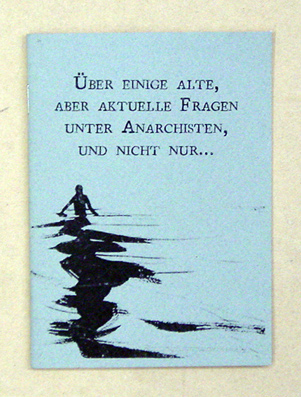 Über einige alte,
aber aktuelle Fragen
unter Anarchisten,
und nicht nur...